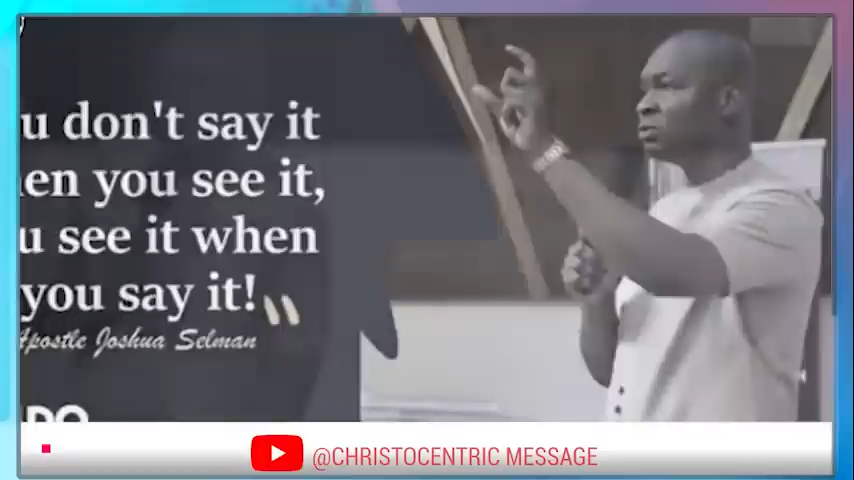 u don't say it
en you see it,
u see it when
you say it!
Apostle Joshua Selman
@CHRISTOCENTRIC MESSAGE